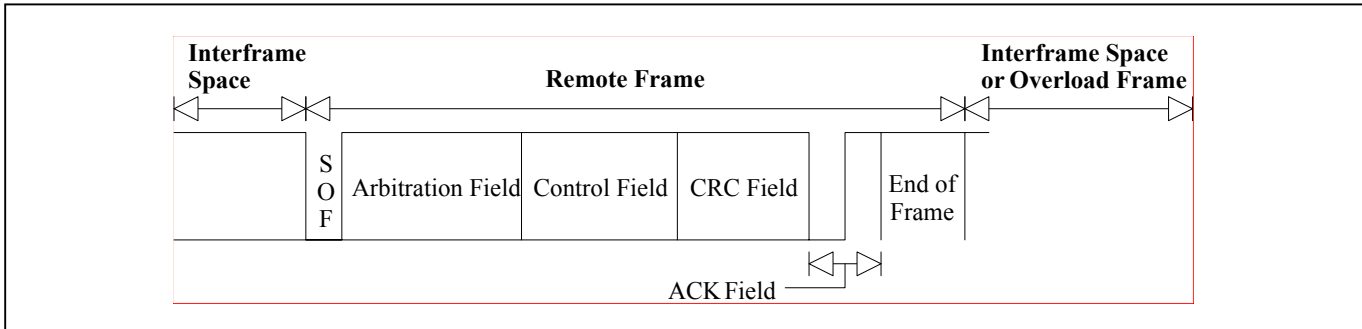 Interframe
Space
Remote Frame
Interframe Space
or Overload Frame
S
O
F
Arbitration Field
Control Field
CRC Field
End of
Frame
ACK Field